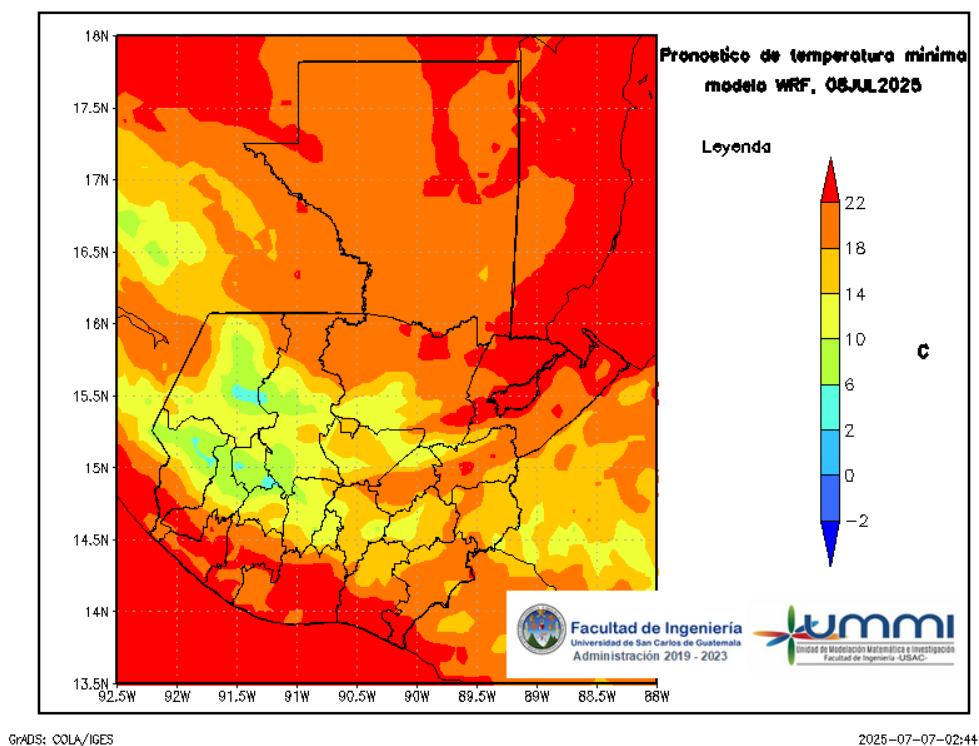 Pronostico de temperatura minima
modelo WRF, 08JUL2025
Leyenda
22
18
14
10
6
2
0
-2
C
18N
17.5N
17N
16.5N
16N
15.5N
15N
14.5N
14N
13.5N
92.5W
92W
91.5W
91W
90.5W
90W
89.5W
89W
88.5W
88W
Facultad de Ingeniería
Universidad de San Carlos de Guatemala
Administración 2019 - 2023
ummi
Unidad de Modelación Matemática e Investigación
Facultad de Ingeniería -USAC-
GrADS: COLA/IGES
2025-07-07-02:44